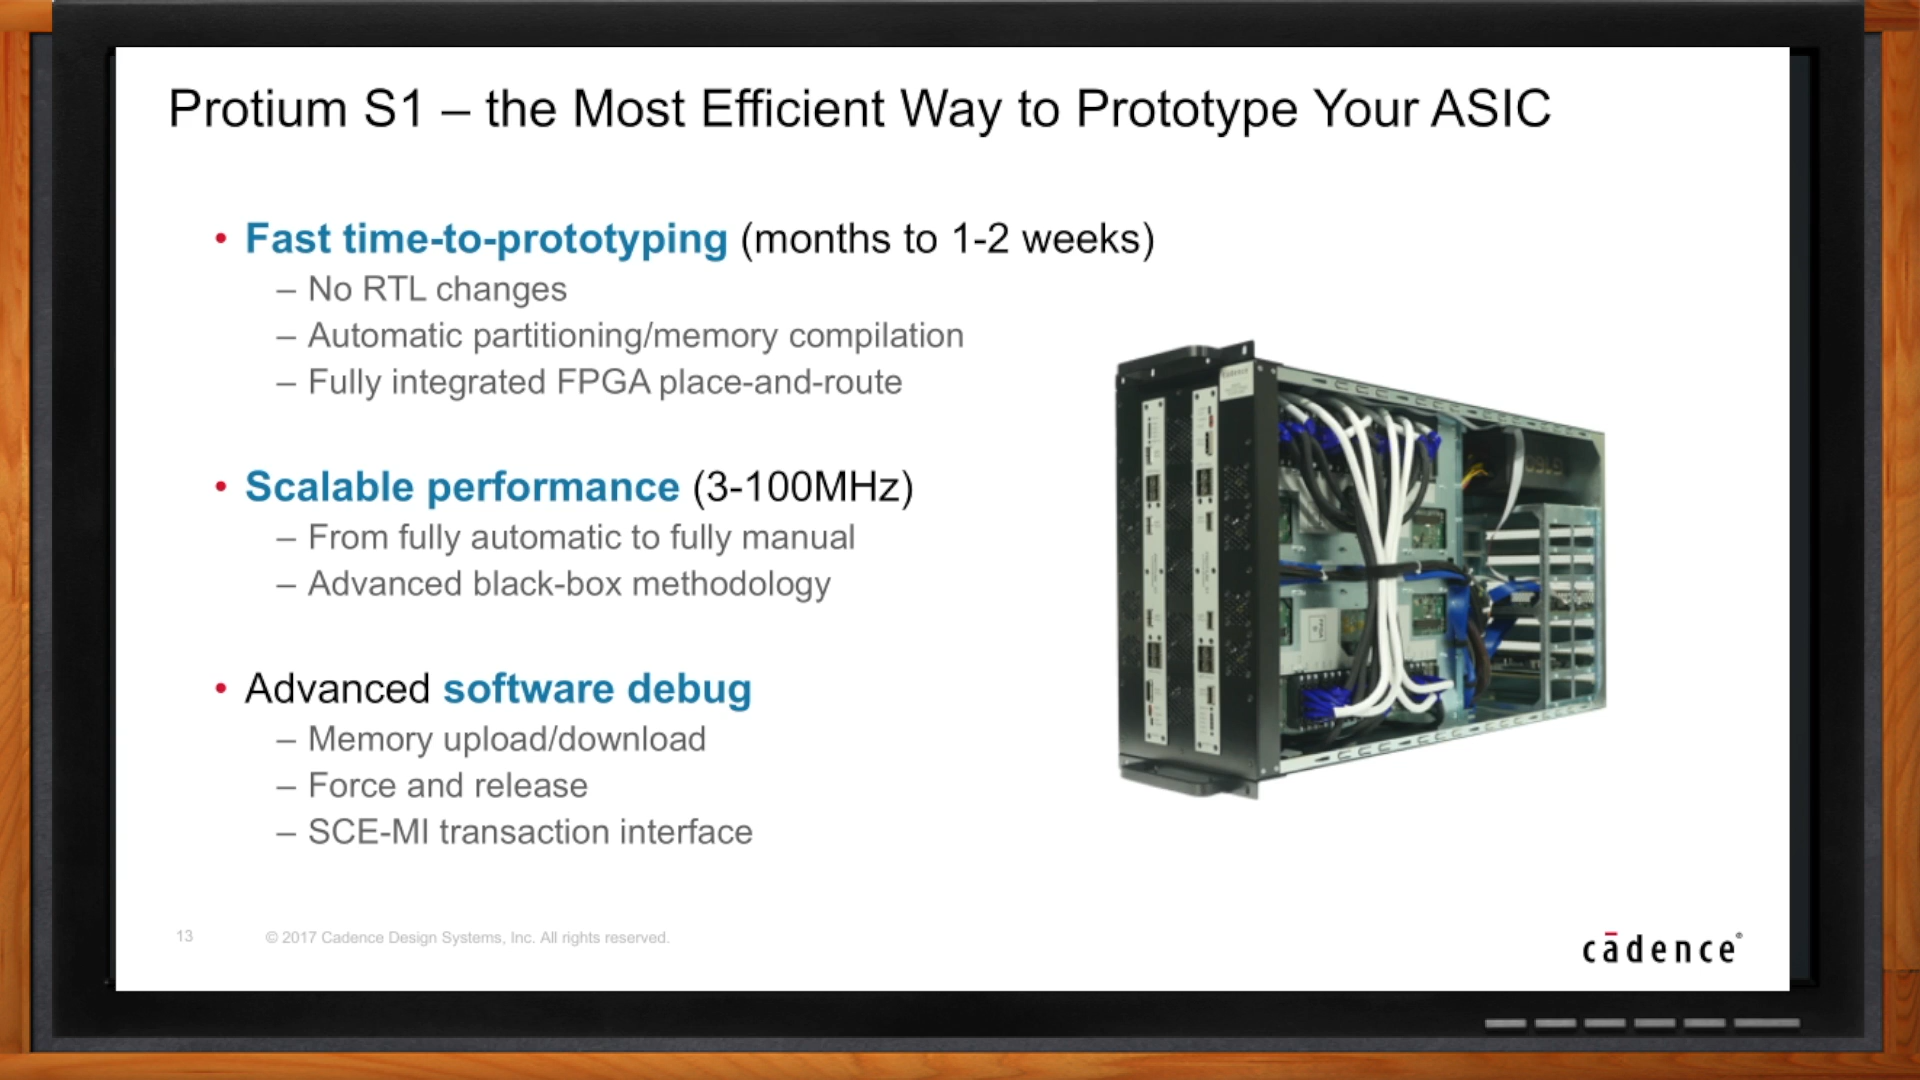 Protium S1 – the Most Efficient Way to Prototype Your ASIC
• Fast time-to-prototyping (months to 1-2 weeks)
– No RTL changes
– Automatic partitioning/memory compilation
– Fully integrated FPGA place-and-route
• Scalable performance (3-100MHz)
– From fully automatic to fully manual
– Advanced black-box methodology
• Advanced software debug
– Memory upload/download
– Force and release
– SCE-MI transaction interface
cadence
13
© 2017 Cadence Design Systems, Inc. All rights reserved.
cādence®